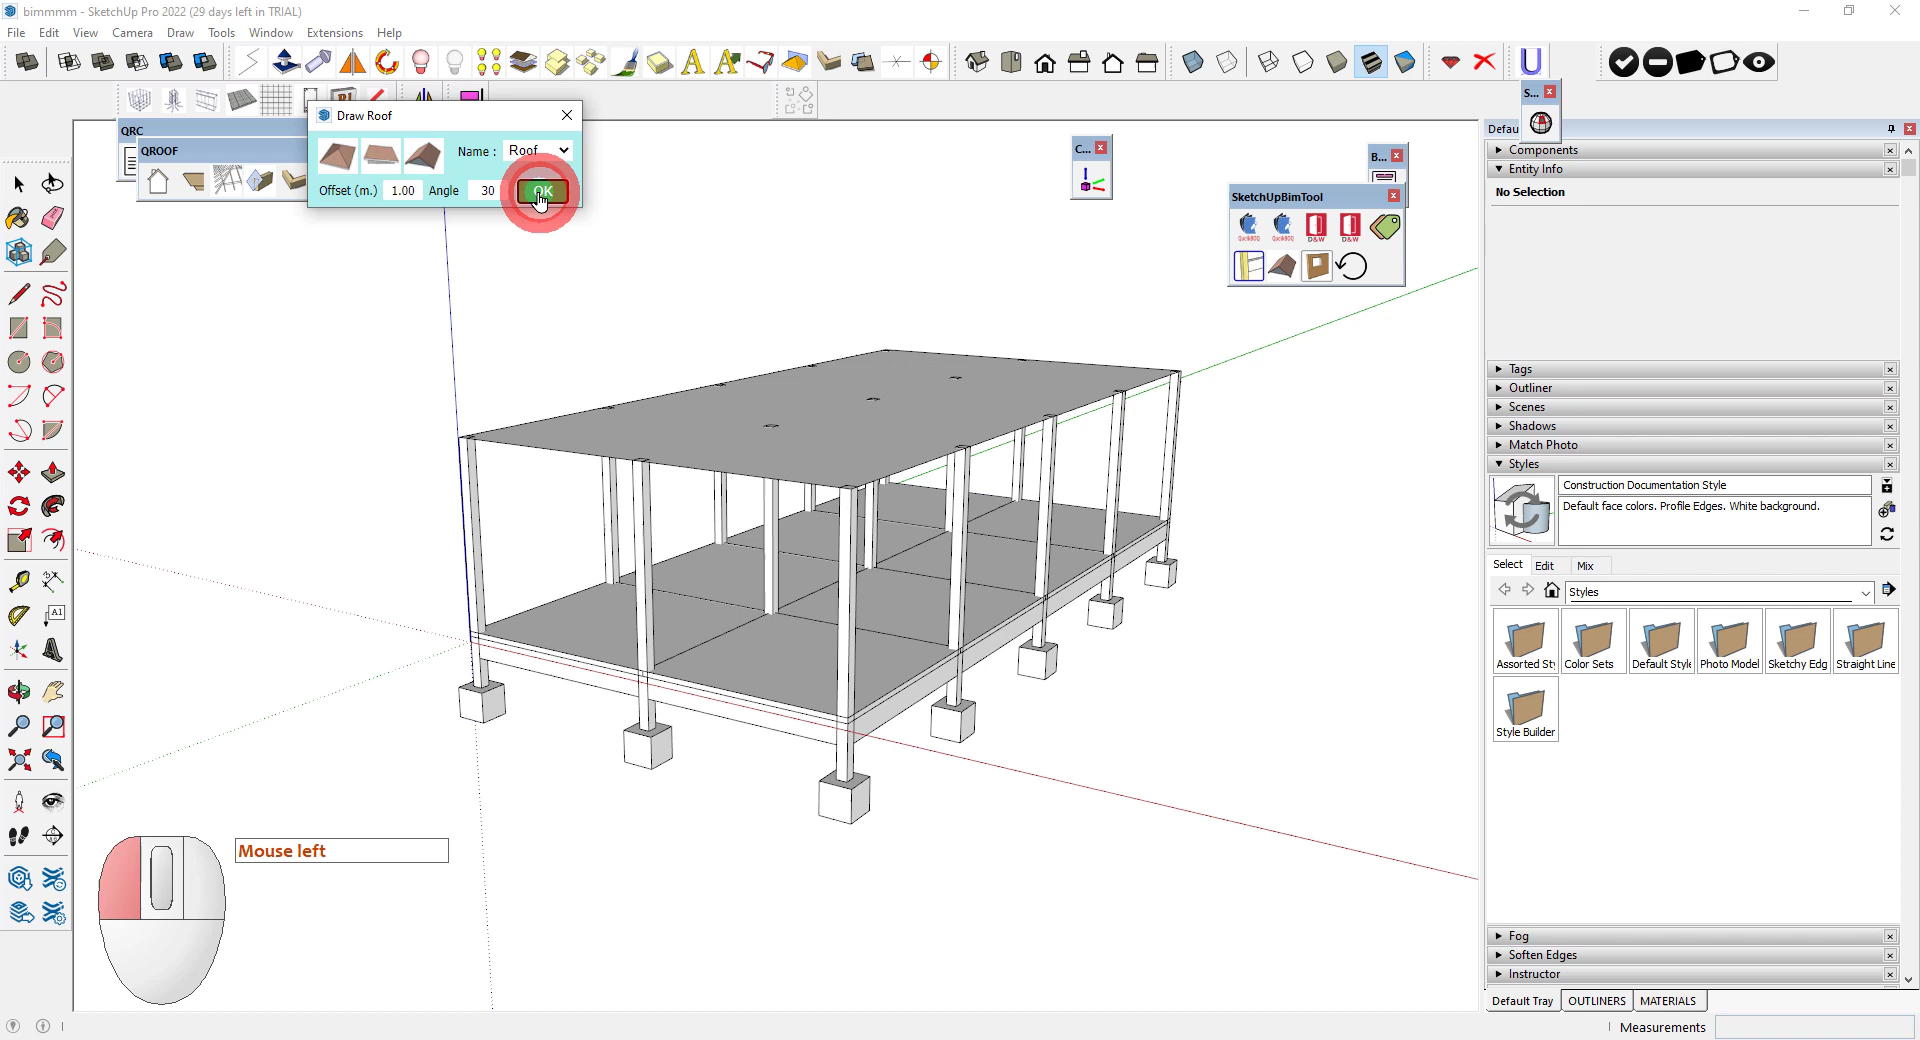 bimmmm - SketchUp Pro 2022 (29 days left in TRIAL)
File Edit View Camera Draw Tools Window Extensions Help
QRC
QROOF
Draw Roof
Name : Roof
Offset (m.) 1.00 Angle 30 OK
C...
B...
S...
SketchUpBimTool
D&W D&W
Defau
Components
Entity Info
No Selection
Tags
Outliner
Scenes
Shadows
Match Photo
Styles
Construction Documentation Style
Default face colors. Profile Edges. White background.
Select Edit Mix
Styles
Assorted Sty Color Sets Default Style Photo Model Sketchy Edg Straight Line
Style Builder
A1
Mouse left
Fog
Soften Edges
Instructor
Default Tray OUTLINERS MATERIALS
Measurements